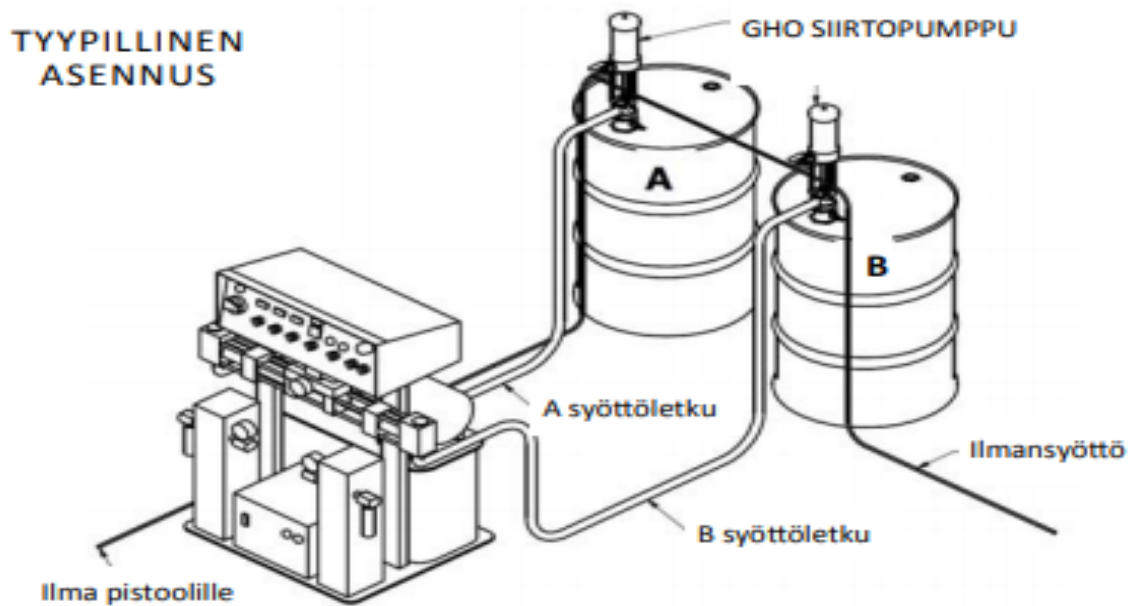 TYYPILLINEN
ASENNUS
GHO SIIRTOPUMPPU
A
B
A syöttöletku
Ilmansyöttö
B syöttöletku
Ilma pistoolille